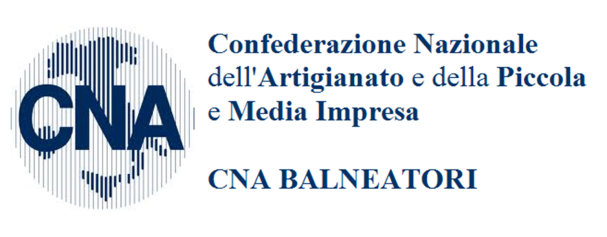 CNA
Confederazione Nazionale
dell'Artigianato e della Piccola
e Media Impresa
CNA BALNEATORI